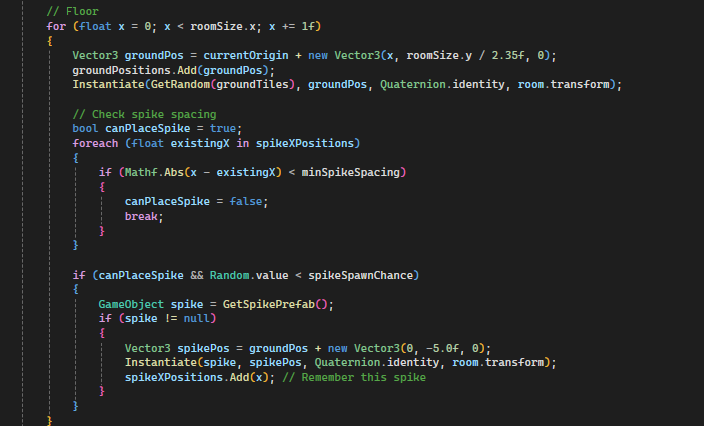 // Floor
for (float x = 0; x < roomSize.x; x += 1f)
{
Vector3 groundPos = currentOrigin + new Vector3(x, roomSize.y / 2.35f, 0);
groundPositions.Add(groundPos);
Instantiate(GetRandom(groundTiles), groundPos, Quaternion.identity, room.transform);
// Check spike spacing
bool canPlaceSpike = true;
foreach (float existingX in spikeXPositions)
{
if (Mathf.Abs(x - existingX) < minSpikeSpacing)
{
canPlaceSpike = false;
break;
}
}
if (canPlaceSpike && Random.value < spikeSpawnChance)
{
GameObject spike = GetSpikePrefab();
if (spike != null)
{
Vector3 spikePos = groundPos + new Vector3(0, -5.0f, 0);
Instantiate(spike, spikePos, Quaternion.identity, room.transform);
spikeXPositions.Add(x); // Remember this spike
}
}
}